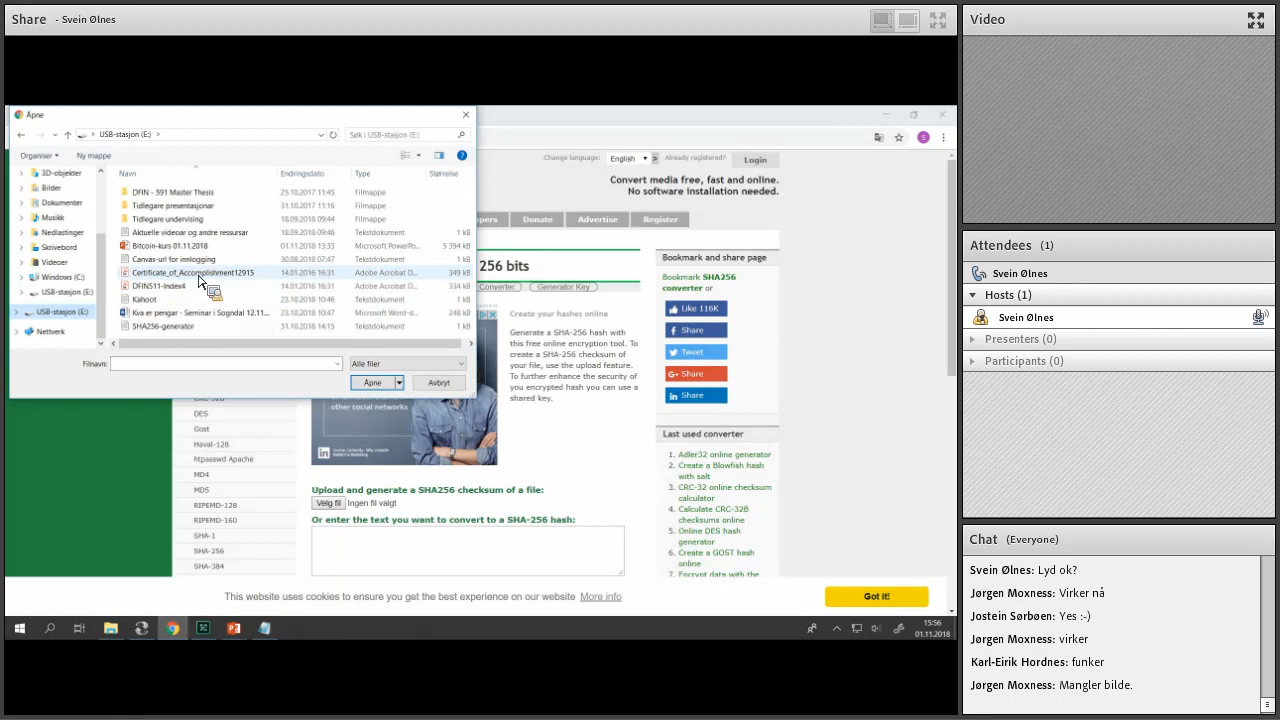 Share - Svein Ølnes
Åpne
USB-stasjon (E:)
Søk i USB-stasjon (E:)
Organiser
Ny mappe
Navn Endringsdato Type Størrelse
3D-objekter
Bilder
Dokumenter
Musikk
Nedlastinger
Skrivebord
Videoer
Windows (C:)
USB-stasjon (E:)
USB-stasjon (E:)
Nettverk
DFIN - 591 Master Thesis 25.10.2017 11:45 Filmappe
Tidlegare presentasjonar 31.10.2017 11:16 Filmappe
Tidlegare undervising 18.09.2018 09:44 Filmappe
Aktuelle videoar og andre ressursar 18.09.2018 09:46 Tekstdokument 1 kB
Bitcoin-kurs 01.11.2018 01.11.2018 13:33 Microsoft PowerPo... 5 394 kB
Canvas-url for innlogging 30.08.2018 07:47 Tekstdokument 1 kB
Certificate_of_Accomplishment12915 14.01.2016 16:31 Adobe Acrobat D... 349 kB
DFIN511-Index4 14.01.2016 16:31 Adobe Acrobat D... 334 kB
Kahoot 23.10.2018 10:46 Tekstdokument 1 kB
Kva er pengar - Seminar i Sogndal 12.11... 23.10.2018 10:47 Microsoft Word-d... 248 kB
SHA256-generator 31.10.2018 14:15 Tekstdokument 1 kB
Filnavn:
Alle filer
Åpne
Avbryt
S
Change language: English > Already registered? Login
Convert media free, fast and online.
No software installation needed.
pers Donate Advertise Register
256 bits
Converter Generator Key
Create your hashes online
Generate a SHA-256 hash with
this free online encryption tool. To
create a SHA-256 checksum of
your file, use the upload feature.
To further enhance the security of
you encrypted hash you can use a
shared key.
other social networks
in
Bookmark and share page
Bookmark SHA256
converter or
Like 116K
Share
Tweet
G+ Share
in Share
Last used converter
1. Adler32 online generator
2. Create a Blowfish hash
with salt
3. CRC-32 online checksum
calculator
4. Calculate CRC-32B
checksums online
5. Online DES hash
generator
6. Create a GOST hash
online
7. Encrypt data with the
DES
Gost
Haval-128
htpasswd Apache
MD4
MD5
RIPEMD-128
RIPEMD-160
SHA-1
SHA-256
SHA-384
Upload and generate a SHA256 checksum of a file:
Velg fil Ingen fil valgt
Or enter the text you want to convert to a SHA-256 hash:
This website uses cookies to ensure you get the best experience on our website More info
Got it!
15:56
01.11.2018
Video
Attendees (1)
Svein Ølnes
Hosts (1)
Svein Ølnes
Presenters (0)
Participants (0)
Chat (Everyone)
Svein Ølnes: Lyd ok?
Jørgen Moxness: Virker nå
Jostein Sørbøen: Yes :-)
Jørgen Moxness: virker
Karl-Eirik Hordnes: funker
Jørgen Moxness: Mangler bilde.